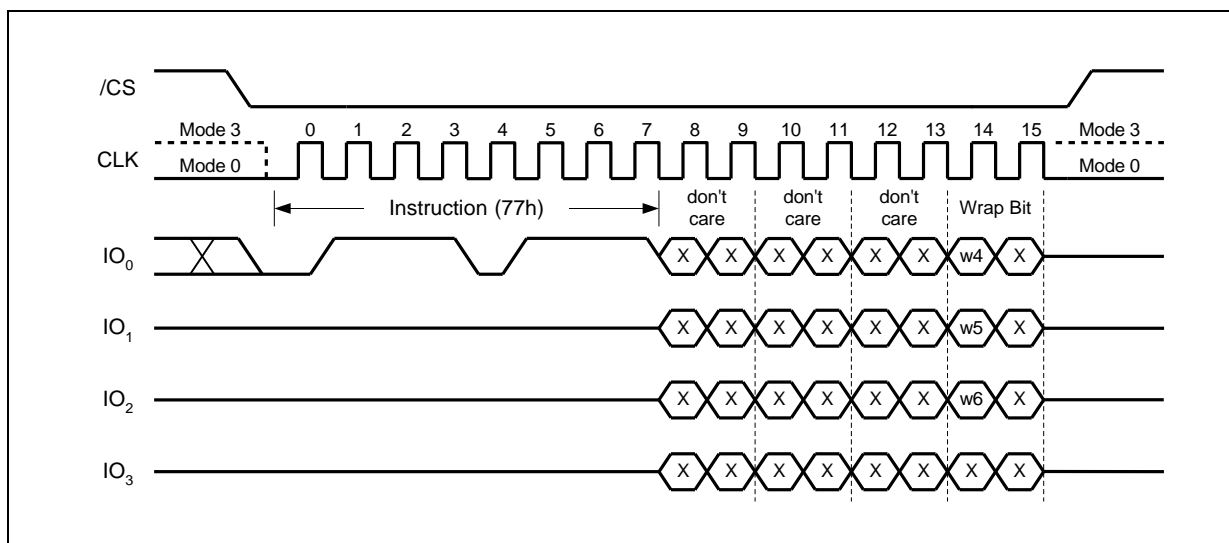 /CS
Mode 3 0 1 2 3 4 5 6 7 8 9 10 11 12 13 14 15 Mode 3
CLK
Mode 0 Mode 0
Instruction (77h) don't care don't care don't care Wrap Bit
IO0 X X X X X X w4 X
IO1 X X X X X X w5 X
IO2 X X X X X X w6 X
IO3 X X X X X X X X